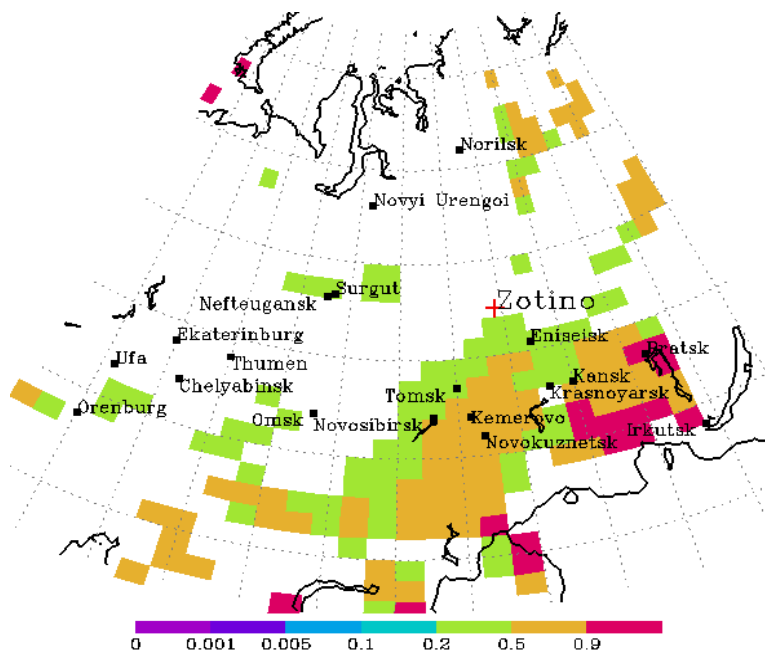 Norilsk
Novyi Urengoi
Surgut
Nefteugansk
Zotino
Ekaterinburg
Eniseisk
Bratsk
Ufa
Thumen
Chelyabinsk
Kansk
Tomsk
Krasnoyarsk
Orenburg
Omsk
Novosibirsk
Kemerovo
Irkutsk
Novokuznetsk
0 0.001 0.005 0.1 0.2 0.5 0.9